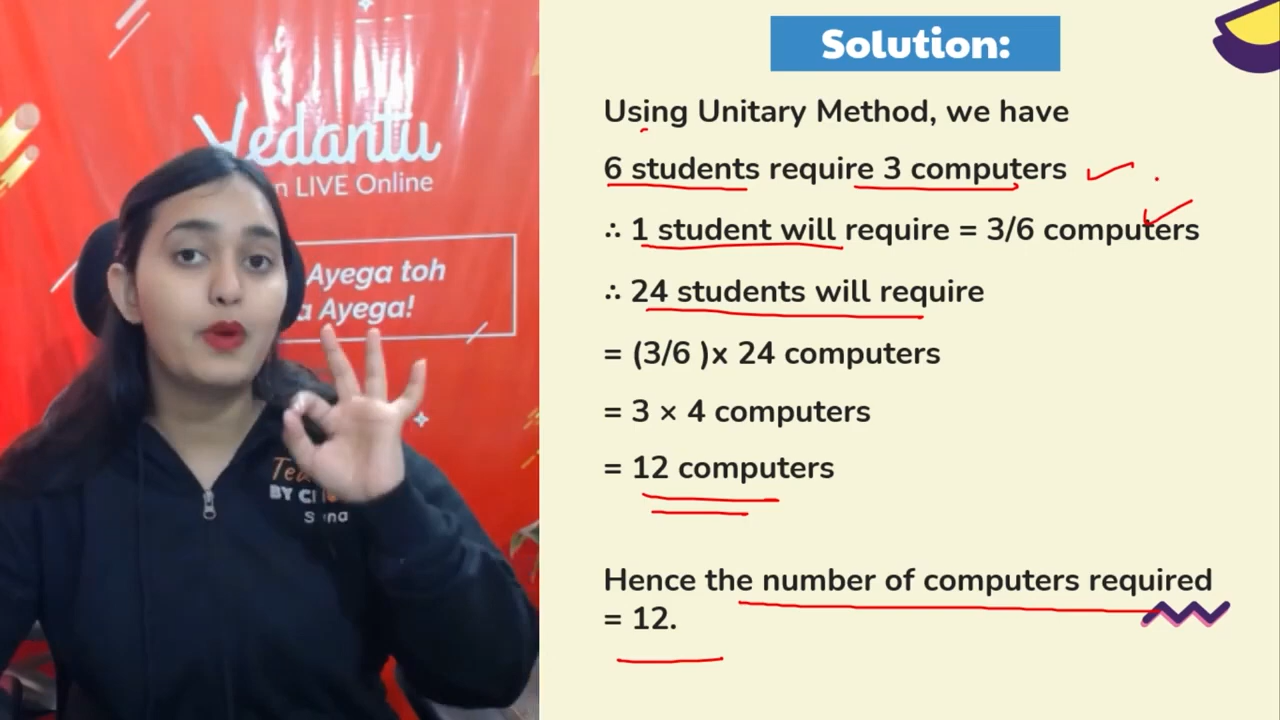 Vedantu
n LIVE Online
Ayega toh
a Ayega!
BY CH
Solution:
Using Unitary Method, we have
6 students require 3 computers
∴ 1 student will require = 3/6 computers
∴ 24 students will require
= (3/6 )x 24 computers
= 3 × 4 computers
= 12 computers
Hence the number of computers required
= 12.